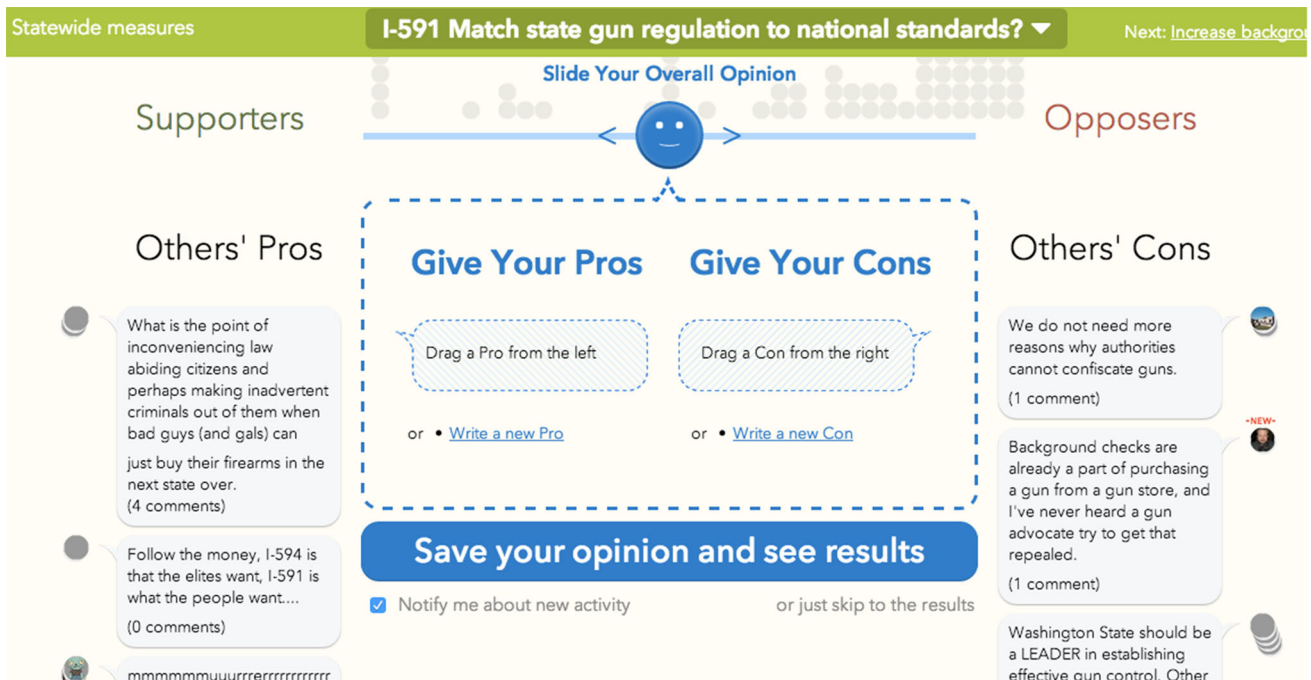 Statewide measures
I-591 Match state gun regulation to national standards?
Next: Increase backgrou
Slide Your Overall Opinion
Supporters
< >
Opposers
Others' Pros
What is the point of
inconveniencing law
abiding citizens and
perhaps making inadvertent
criminals out of them when
bad guys (and gals) can
just buy their firearms in the
next state over.
(4 comments)
Follow the money, I-594 is
that the elites want, I-591 is
what the people want....
(0 comments)
mmmmmmuuurrrerrrrrrrrrrr
Give Your Pros
Drag a Pro from the left
or • Write a new Pro
Give Your Cons
Drag a Con from the right
or • Write a new Con
Save your opinion and see results
Notify me about new activity
or just skip to the results
Others' Cons
We do not need more
reasons why authorities
cannot confiscate guns.
(1 comment)
-NEW-
Background checks are
already a part of purchasing
a gun from a gun store, and
I've never heard a gun
advocate try to get that
repealed.
(1 comment)
Washington State should be
a LEADER in establishing
effective gun control. Other